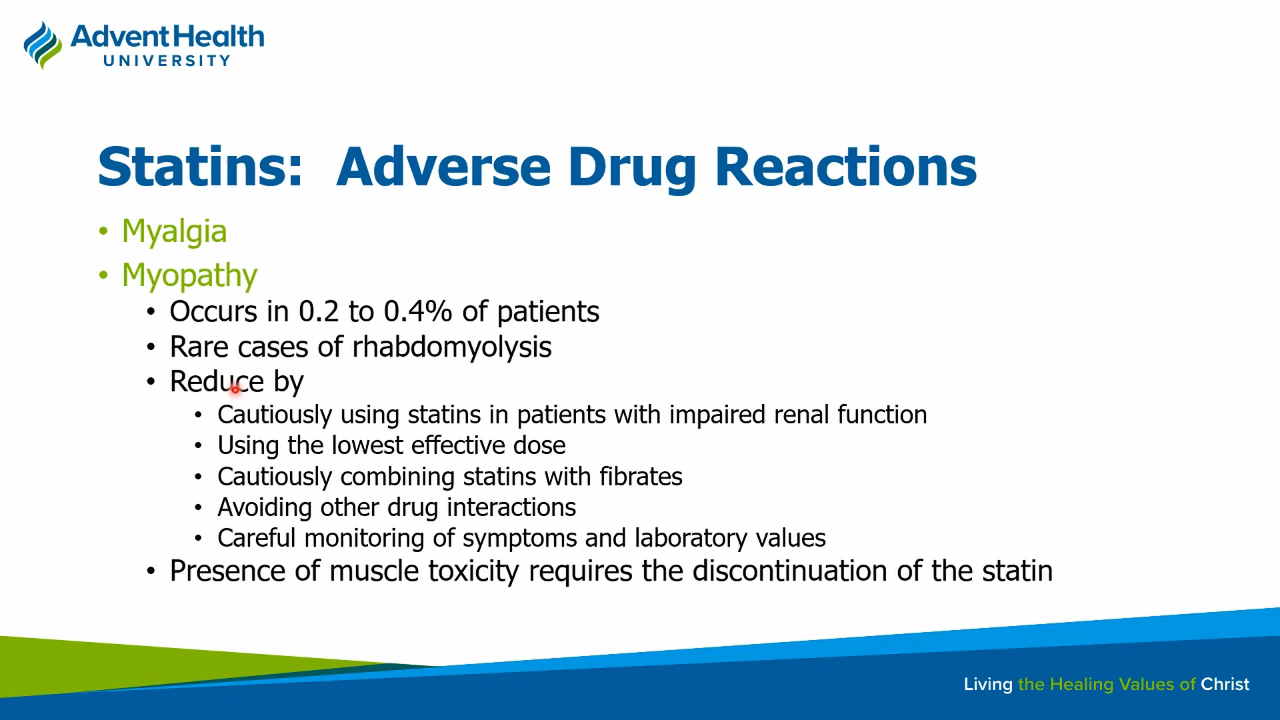 AdventHealth
UNIVERSITY
Statins: Adverse Drug Reactions
• Myalgia
• Myopathy
• Occurs in 0.2 to 0.4% of patients
• Rare cases of rhabdomyolysis
• Reduce by
• Cautiously using statins in patients with impaired renal function
• Using the lowest effective dose
• Cautiously combining statins with fibrates
• Avoiding other drug interactions
• Careful monitoring of symptoms and laboratory values
• Presence of muscle toxicity requires the discontinuation of the statin
Living the Healing Values of Christ